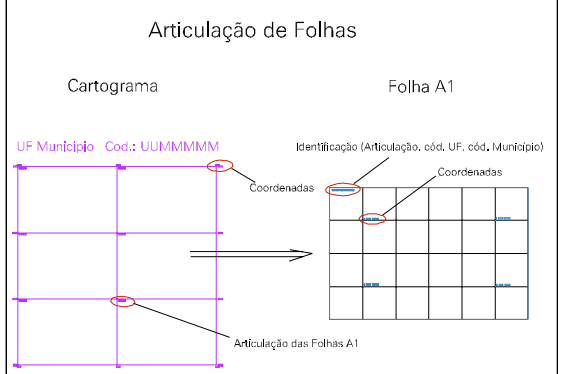 Articulação de Folhas
Cartograma
Folha A1
UF Municipio Cod.: UUMMMMM
Identificação (Articulação, cód. UF, cód. Município)
Coordenadas
Coordenadas
Articulação das Folhas A1